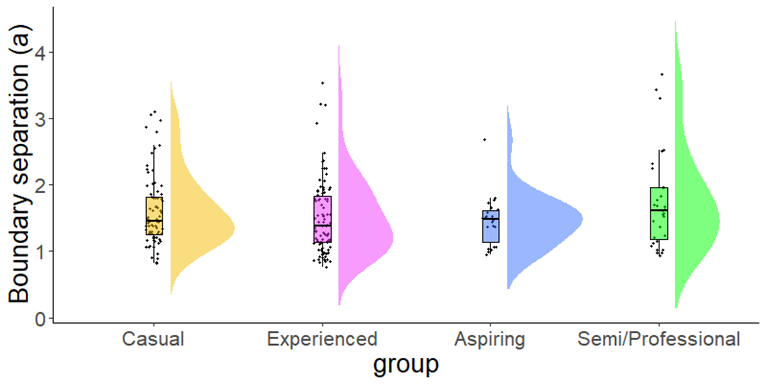 Boundary separation (a)
4
3
2
1
0
Casual Experienced Aspiring Semi/Professional
group